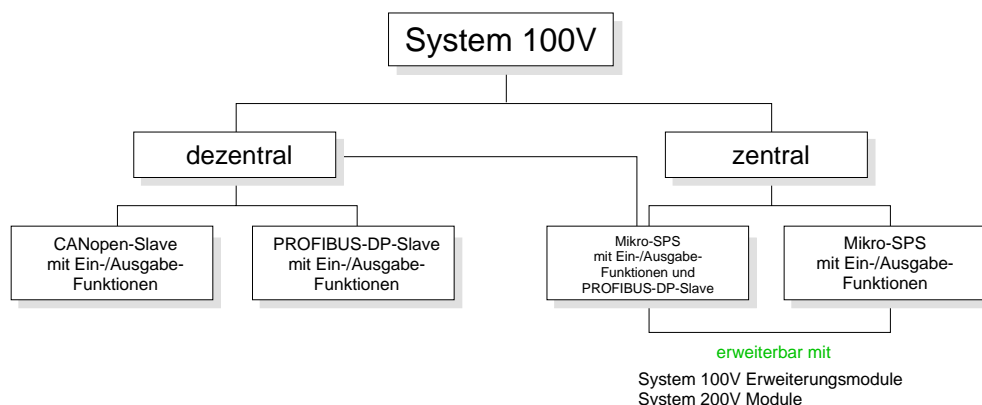 System 100V
dezentral
zentral
CANopen-Slave
mit Ein-/Ausgabe-
Funktionen
PROFIBUS-DP-Slave
mit Ein-/Ausgabe-
Funktionen
Mikro-SPS
mit Ein-/Ausgabe-
Funktionen und
PROFIBUS-DP-Slave
Mikro-SPS
mit Ein-/Ausgabe-
Funktionen
erweiterbar mit
System 100V Erweiterungsmodule
System 200V Module